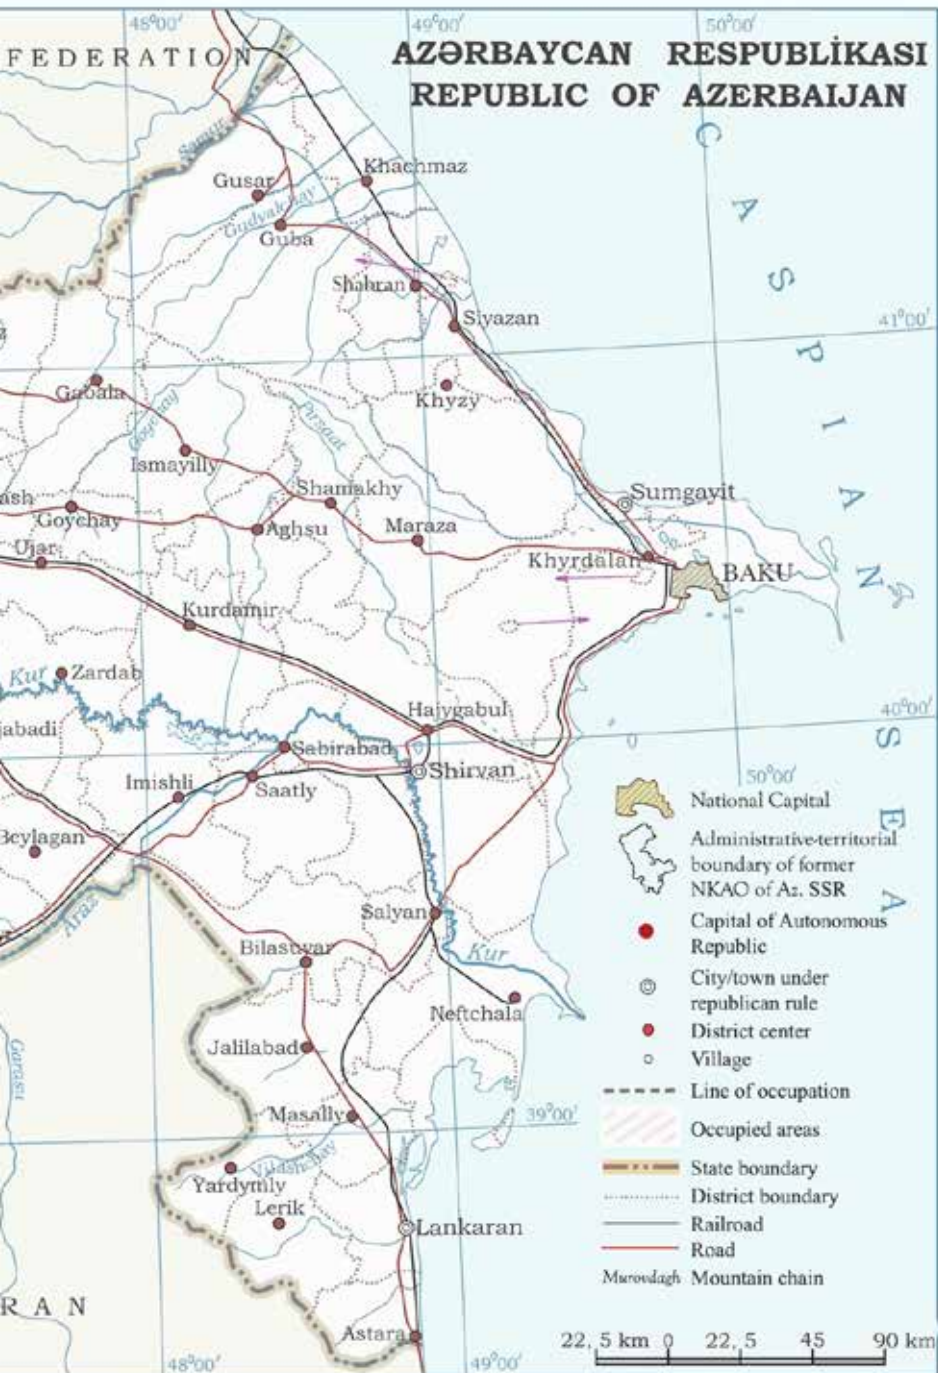 48°00'
49°00'
50°00'
FEDERATION
AZƏRBAYCAN RESPUBLİKASI
REPUBLIC OF AZERBAIJAN
CASPIAN SEA
Samur
Khachmaz
Gusar
Gudyalchay
Guba
Shabran
Siyazan
41°00'
z
Gabala
Khyzy
Goychay
Pirsaat
Ismayilly
ash
Shamakhy
Sumgayit
Goychay
Aghsu
Maraza
Ujar
Khyrdalan
BAKU
Kurdamir
Kur
Zardab
jabadi
Hajygabul
40°00'
Sabirabad
Shirvan
50°00'
Imishli
Saatly
Beylagan
Araz
Salyan
Bilasuvar
Kur
Neftchala
Jalilabad
Garasu
Masally
39°00'
Vilashchay
Yardymly
Lerik
Lankaran
RAN
Astara
48°00'
49°00'
National Capital
Administrative-territorial
boundary of former
NKAO of Az. SSR
Capital of Autonomous
Republic
City/town under
republican rule
District center
Village
Line of occupation
Occupied areas
State boundary
District boundary
Railroad
Road
Murovdagh Mountain chain
22,5 km 0 22,5 45 90 km